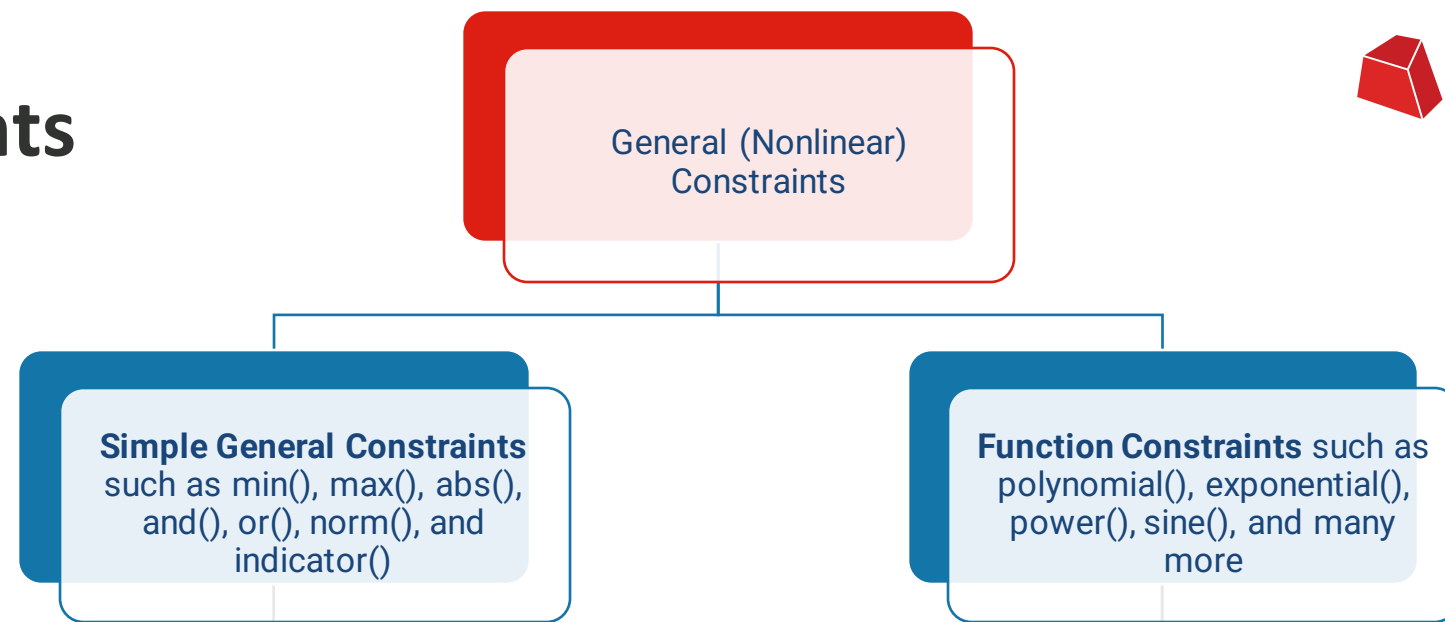 nts
General (Nonlinear)
Constraints
Simple General Constraints
such as min(), max(), abs(),
and(), or(), norm(), and
indicator()
Function Constraints such as
polynomial(), exponential(),
power(), sine(), and many
more